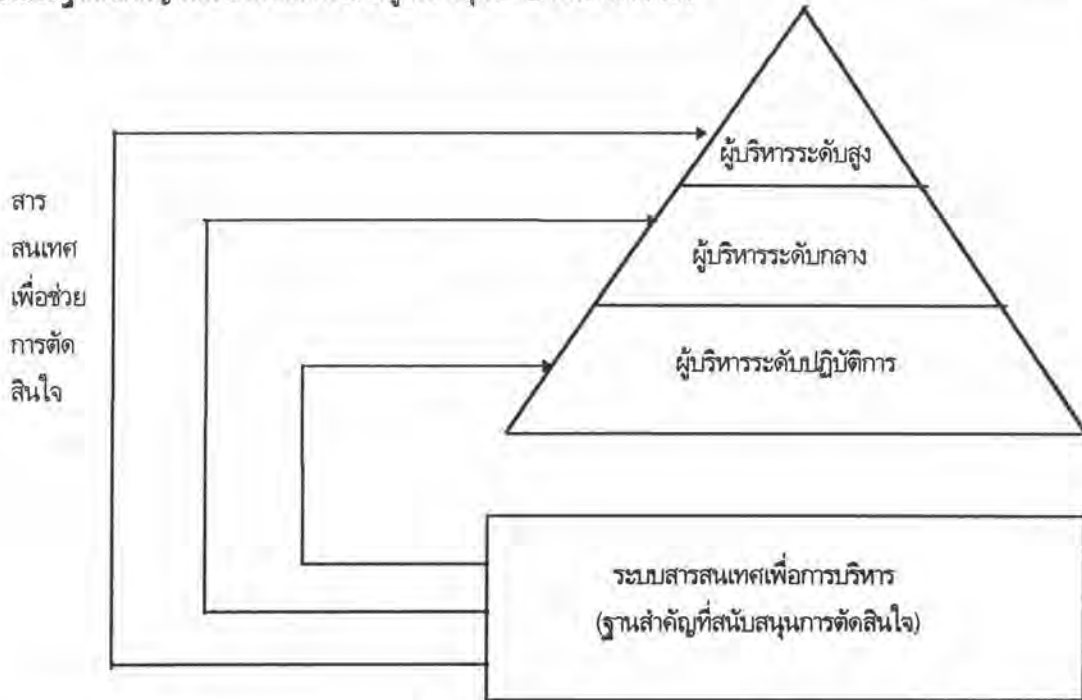 ผู้บริหารระดับสูง
สาร
สนเทศ
เพื่อช่วย
การตัด
สินใจ
ผู้บริหารระดับกลาง
ผู้บริหารระดับปฏิบัติการ
ระบบสารสนเทศเพื่อการบริหาร
(ฐานสำคัญที่สนับสนุนการตัดสินใจ)